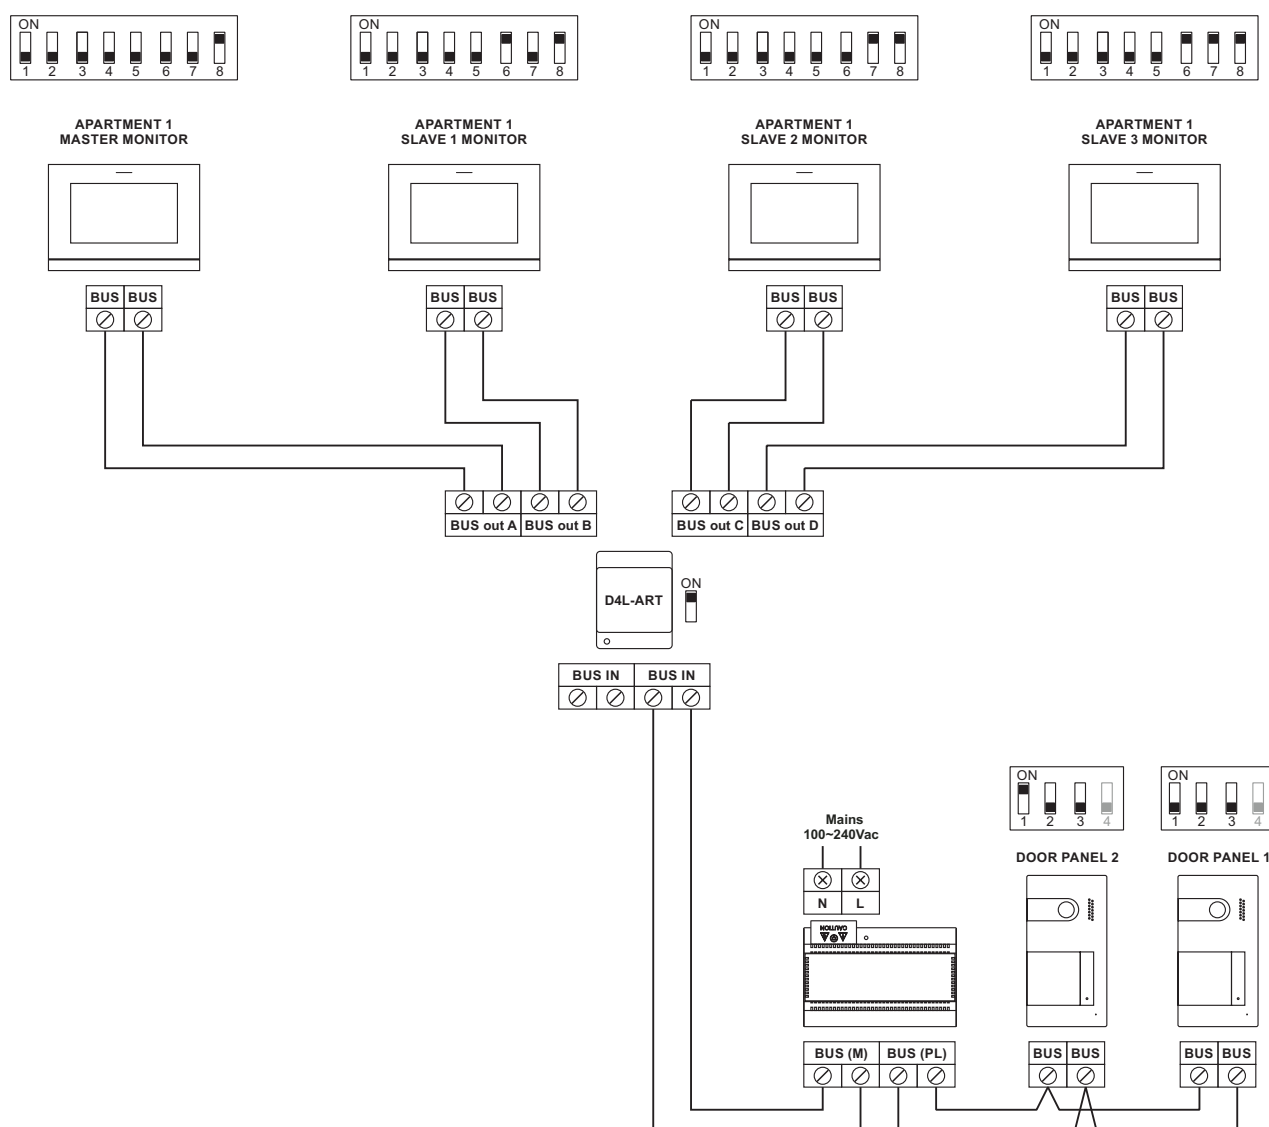 ON
1 2 3 4 5 6 7 8
ON
1 2 3 4 5 6 7 8
ON
1 2 3 4 5 6 7 8
ON
1 2 3 4 5 6 7 8
APARTMENT 1
MASTER MONITOR
APARTMENT 1
SLAVE 1 MONITOR
APARTMENT 1
SLAVE 2 MONITOR
APARTMENT 1
SLAVE 3 MONITOR
BUS BUS
BUS BUS
BUS BUS
BUS BUS
BUS out A BUS out B
BUS out C BUS out D
D4L-ART
ON
BUS IN BUS IN
ON
1 2 3 4
ON
1 2 3 4
Mains
100~240Vac
DOOR PANEL 2
DOOR PANEL 1
N L
CAUTION
BUS (M) BUS (PL)
BUS BUS
BUS BUS